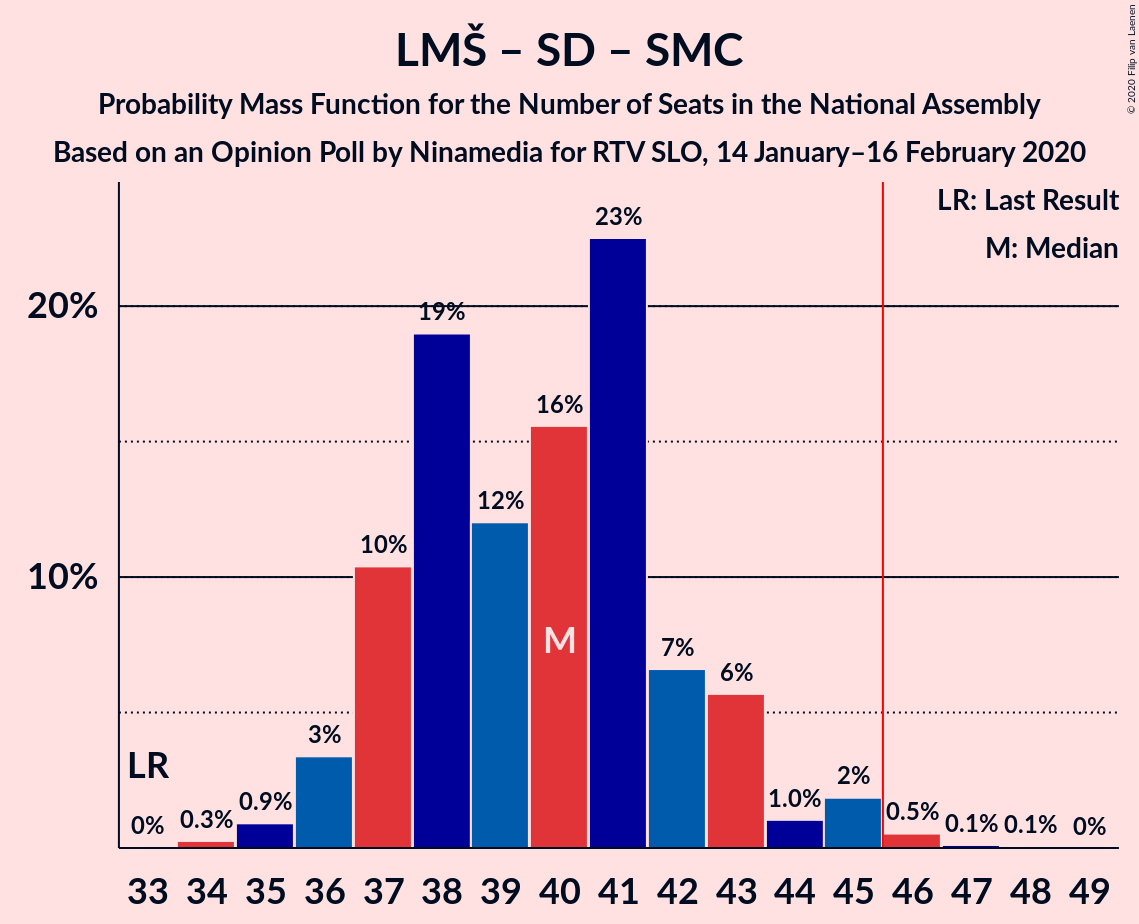 LMŠ – SD – SMC
Probability Mass Function for the Number of Seats in the National Assembly
Based on an Opinion Poll by Ninamedia for RTV SLO, 14 January–16 February 2020
© 2020 Filip van Laenen
LR: Last Result
M: Median
20%
10%
LR
0%
0.3%
0.9%
3%
10%
19%
12%
16%
M
23%
7%
6%
1.0%
2%
0.5%
0.1%
0.1%
0%
33 34 35 36 37 38 39 40 41 42 43 44 45 46 47 48 49